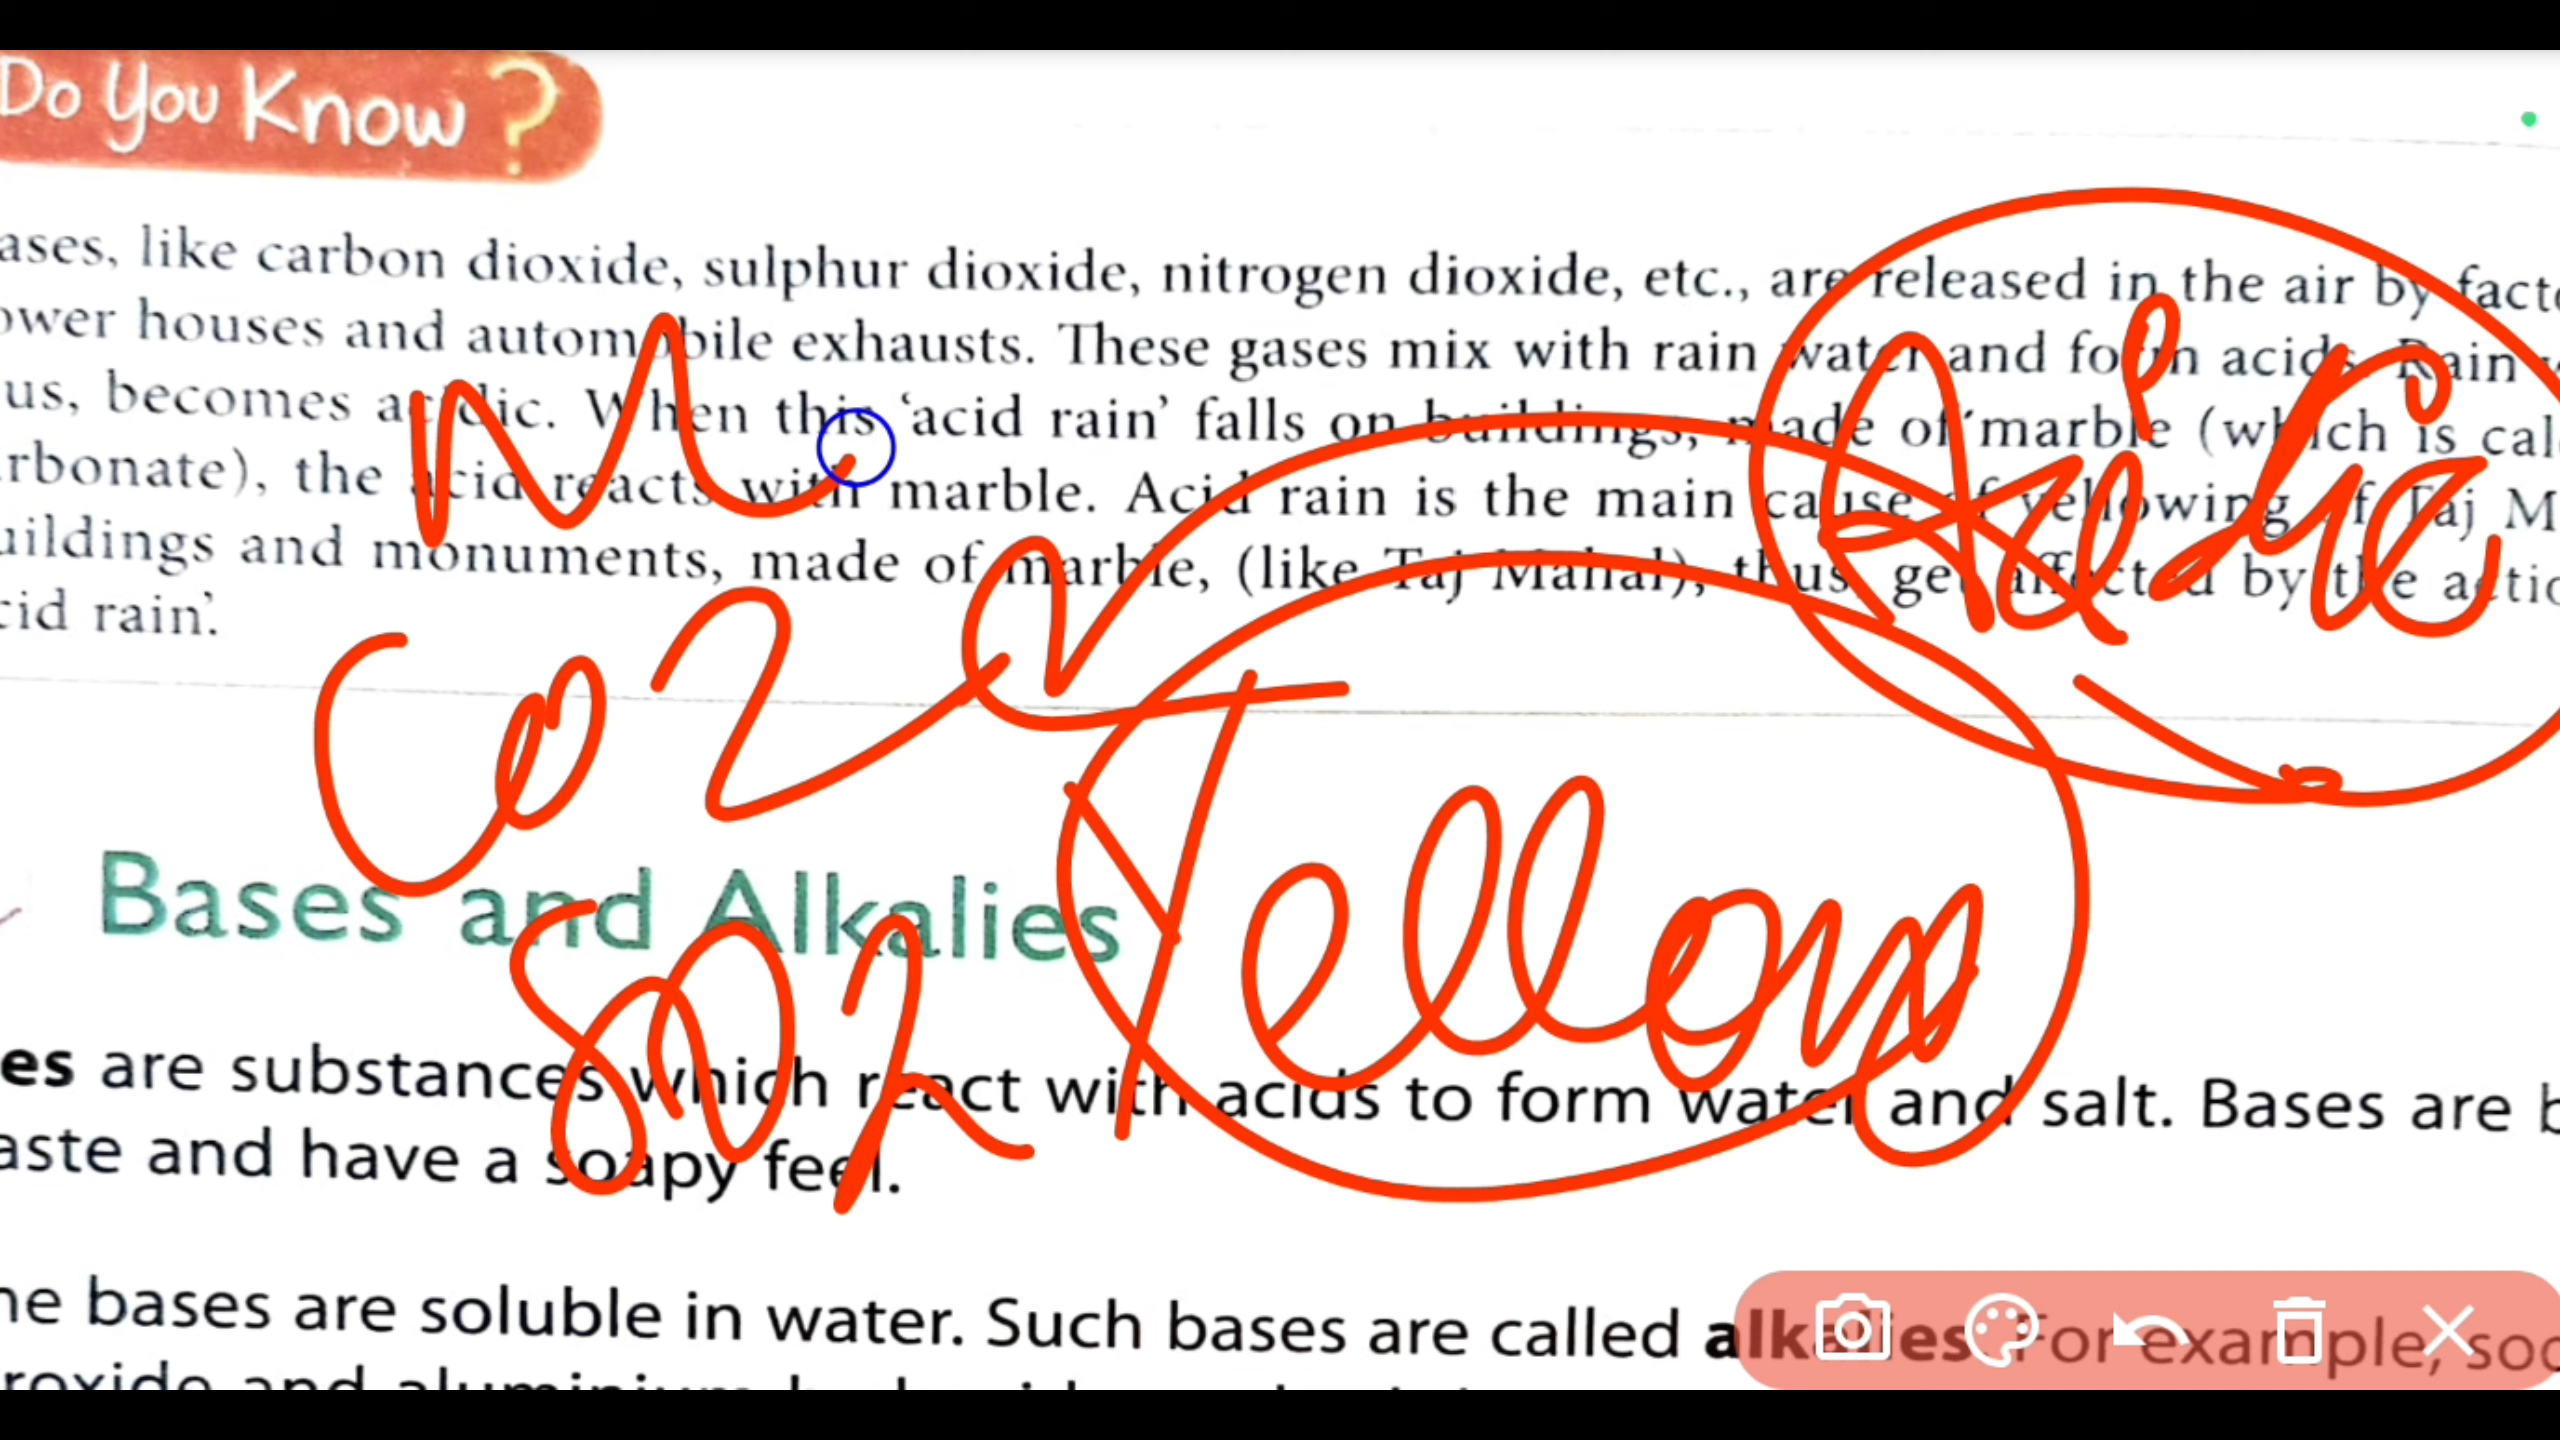 Do You Know ?
ases, like carbon dioxide, sulphur dioxide, nitrogen dioxide, etc., are released in the air by facto
ower houses and automobile exhausts. These gases mix with rain water and form acids. Rain
us, becomes acidic. When this ‘acid rain’ falls on buildings, made of marble (which is cal
rbonate), the acid reacts with marble. Acid rain is the main cause of yellowing of Taj M
uildings and monuments, made of marble, (like Taj Mahal), thus, get affected by the actio
cid rain’.
Acidic
CO2
Yellow
SO2
Bases and Alkalies
es are substances which react with acids to form water and salt. Bases are b
aste and have a soapy feel.
ne bases are soluble in water. Such bases are called alkalies. For example, soc
roxide and aluminium